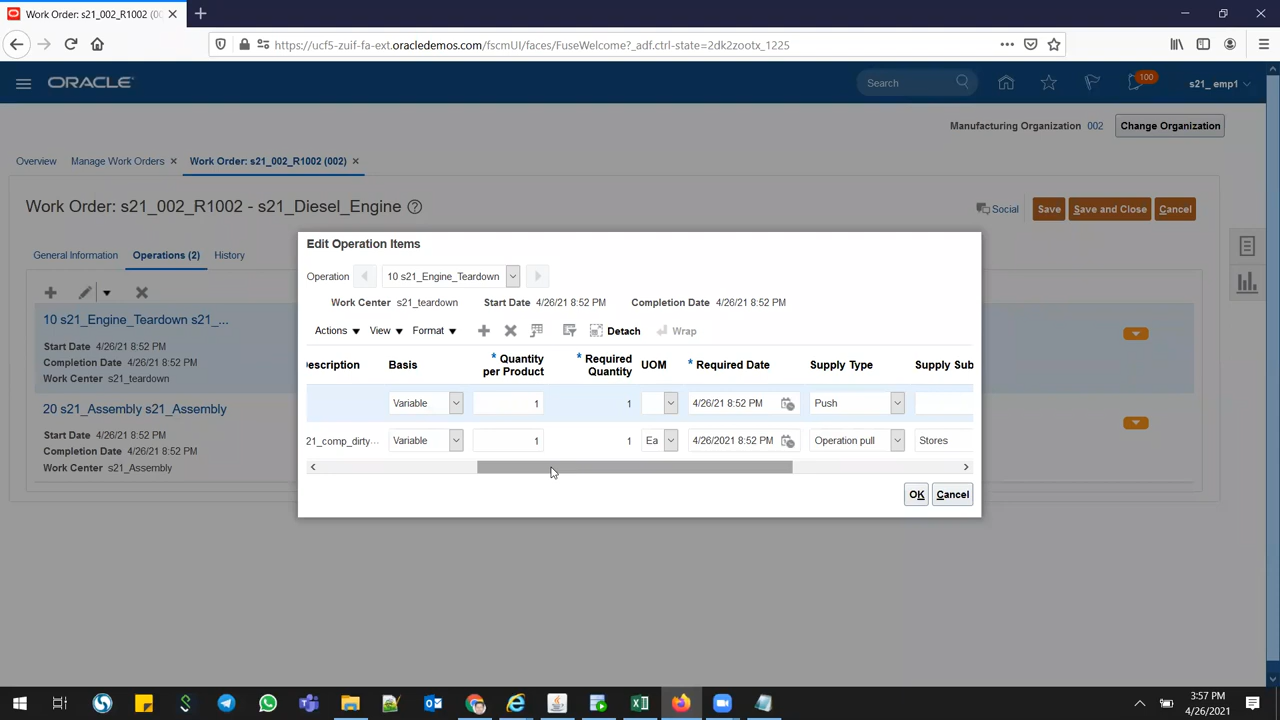 Work Order: s21_002_R1002 (00
https://ucf5-zuif-fa-ext.oracledemos.com/fscmUI/faces/FuseWelcome?_adf.ctrl-state=2dk2zootx_1225
ORACLE
Search
100
s21_ emp1
Manufacturing Organization 002 Change Organization
Overview Manage Work Orders Work Order: s21_002_R1002 (002)
Work Order: s21_002_R1002 - s21_Diesel_Engine
Social Save Save and Close Cancel
General Information Operations (2) History
10 s21_Engine_Teardown s21_...
Start Date 4/26/21 8:52 PM
Completion Date 4/26/21 8:52 PM
Work Center s21_teardown
20 s21_Assembly s21_Assembly
Start Date 4/26/21 8:52 PM
Completion Date 4/26/21 8:52 PM
Work Center s21_Assembly
Edit Operation Items
Operation 10 s21_Engine_Teardown
Work Center s21_teardown Start Date 4/26/21 8:52 PM Completion Date 4/26/21 8:52 PM
Actions View Format Detach Wrap
escription Basis * Quantity per Product * Required Quantity UOM * Required Date Supply Type Supply Sub
Variable 1 1 4/26/21 8:52 PM Push
21_comp_dirty... Variable 1 1 Ea 4/26/2021 8:52 PM Operation pull Stores
OK Cancel
3:57 PM
4/26/2021